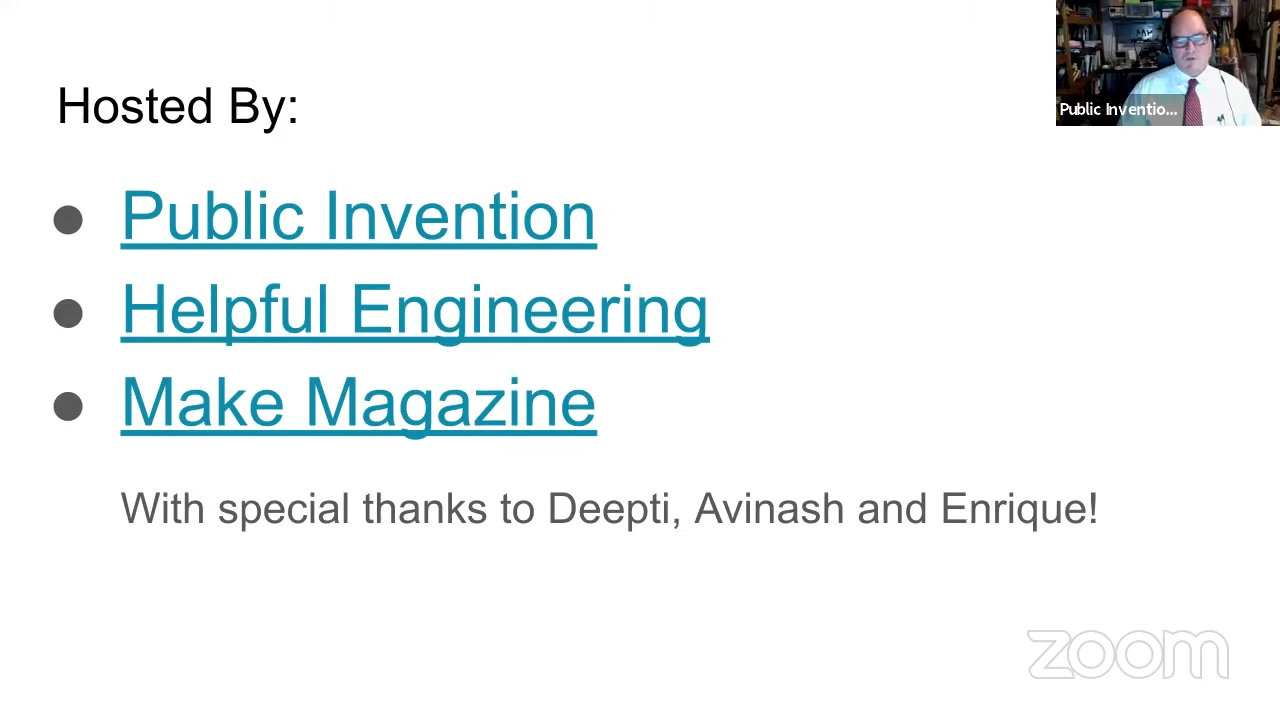 Hosted By:
Public Inventio...
● Public Invention
● Helpful Engineering
● Make Magazine
With special thanks to Deepti, Avinash and Enrique!
zoom